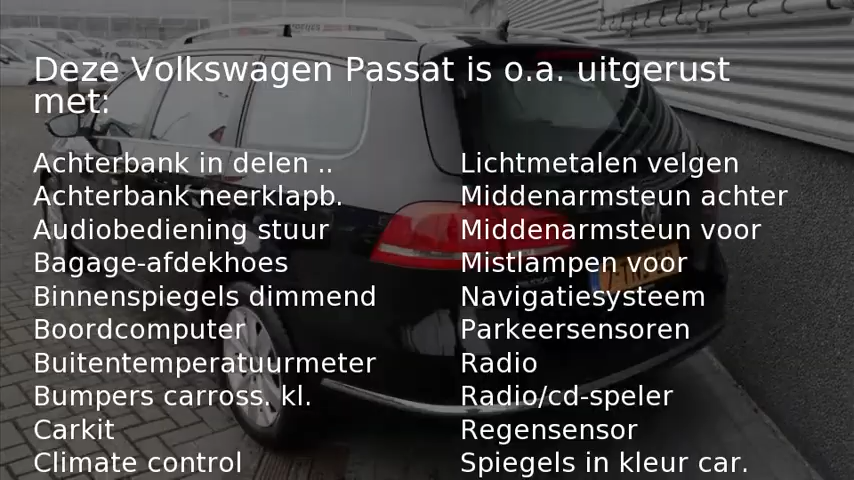 Deze Volkswagen Passat is o.a. uitgerust
met:
Achterbank in delen ..
Achterbank neerklapb.
Audiobediening stuur
Bagage-afdekhoes
Binnenspiegels dimmend
Boordcomputer
Buitentemperatuurmeter
Bumpers carross. kl.
Carkit
Climate control
Lichtmetalen velgen
Middenarmsteun achter
Middenarmsteun voor
Mistlampen voor
Navigatiesysteem
Parkeersensoren
Radio
Radio/cd-speler
Regensensor
Spiegels in kleur car.